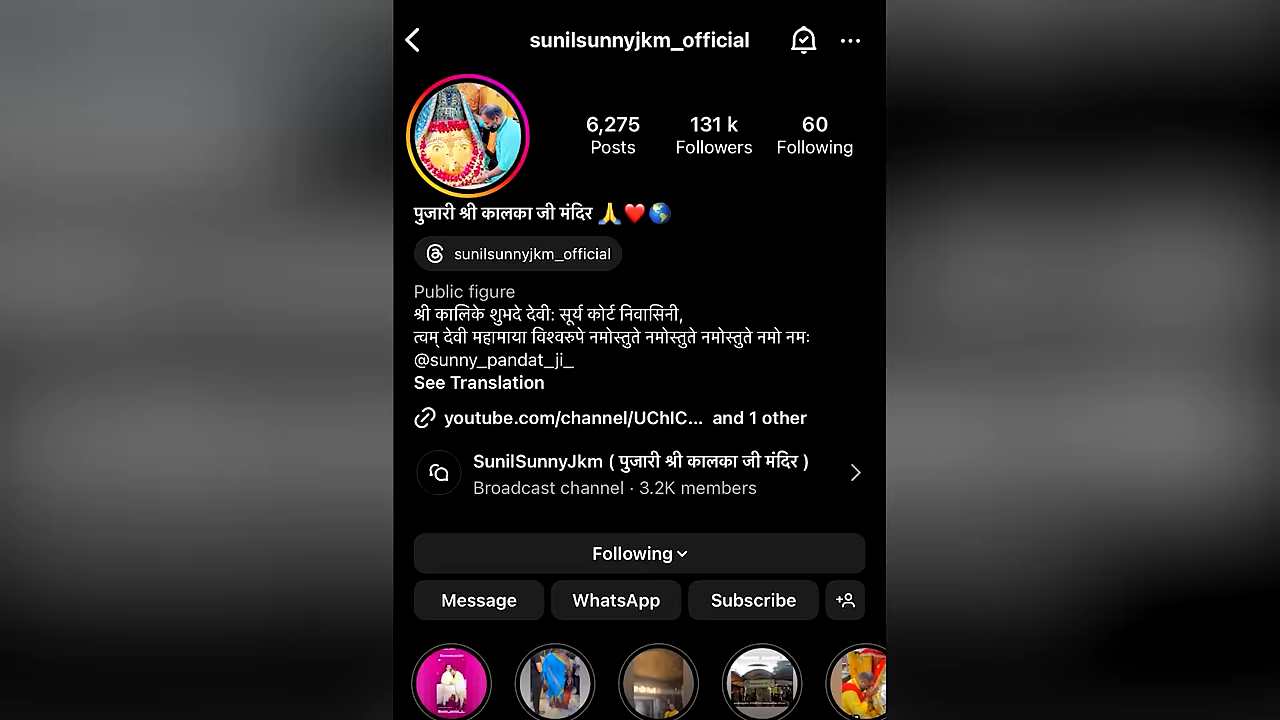 sunilsunnyjkm_official
6,275
Posts
131 k
Followers
60
Following
पुजारी श्री कालका जी मंदिर 🙏❤️🌎
sunilsunnyjkm_official
Public figure
श्री कालिके शुभदे देवी: सूर्य कोर्ट निवासिनी,
त्वम् देवी महामाया विश्वरुपे नमोस्तुते नमोस्तुते नमोस्तुते नमो नमः
@sunny_pandat_ji_
See Translation
youtube.com/channel/UChIC... and 1 other
SunilSunnyJkm ( पुजारी श्री कालका जी मंदिर )
Broadcast channel · 3.2K members
Following
Message
WhatsApp
Subscribe